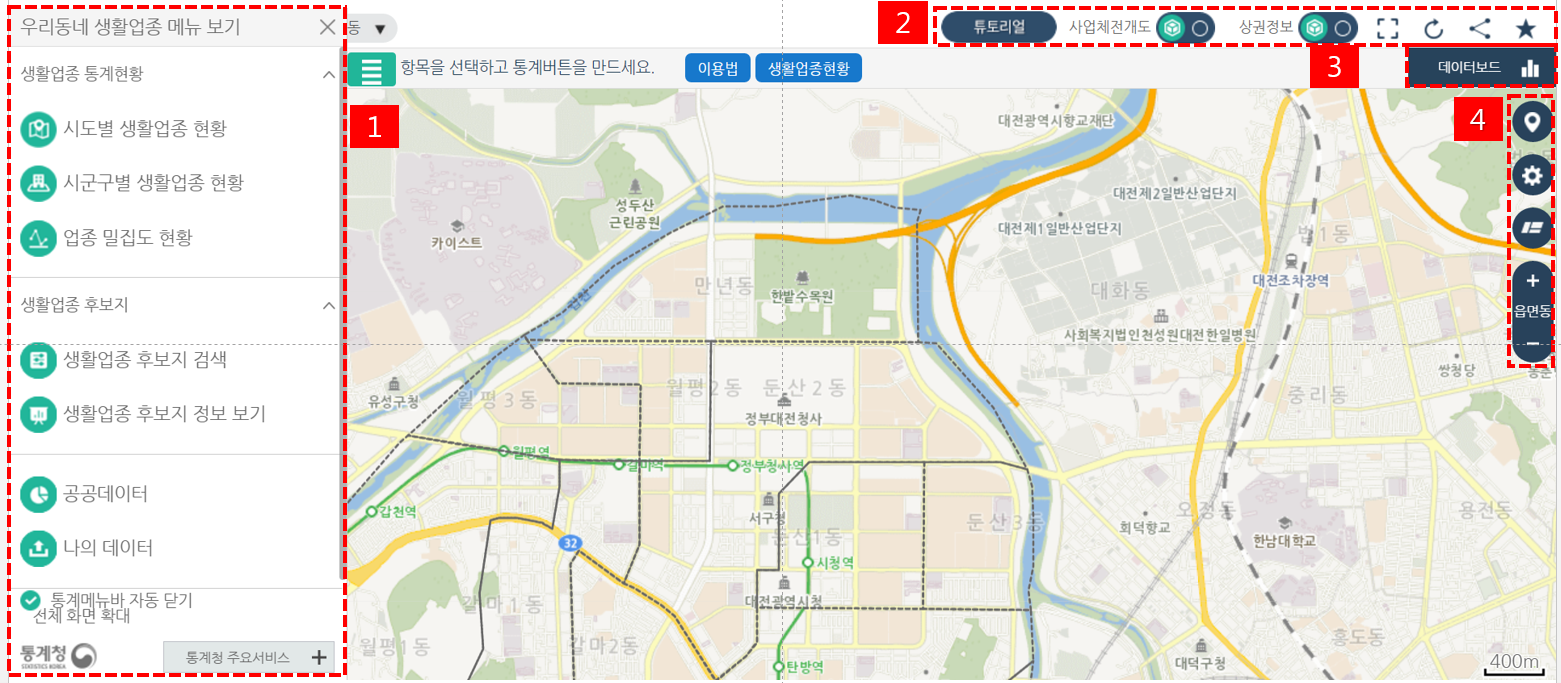 우리동네 생활업종 메뉴 보기
생활업종 통계현황
시도별 생활업종 현황
시군구별 생활업종 현황
업종 밀집도 현황
생활업종 후보지
생활업종 후보지 검색
생활업종 후보지 정보 보기
공공데이터
나의 데이터
통계메뉴바 자동 닫기
전체 화면 확대
통계청
STATISTICS KOREA
통계청 주요서비스 +
1
동 ▼
2
튜토리얼
사업체전개도
상권정보
항목을 선택하고 통계버튼을 만드세요.
이용법
생활업종현황
3
데이터보드
4
+
읍면동
−
대전광역시향교재단
대전제2일반산업단지
성두산
근린공원
카이스트
대전제1일반산업단지
법1동
대전조차장역
만년동
한밭수목원
대화동
사회복지법인천성원대전한일병원
쌍청당
유성구청
월평3동
월평2동
둔산2동
정부대전청사
중리동
월평역
갈마역
정부청사역
갑천역
서구청
둔산1동
둔산3동
회덕향교
오정동
용전동
32
시청역
한남대학교
갈마1동
대전광역시청
월평1동
갈마2동
탄방역
대덕구청
홍도동
400m